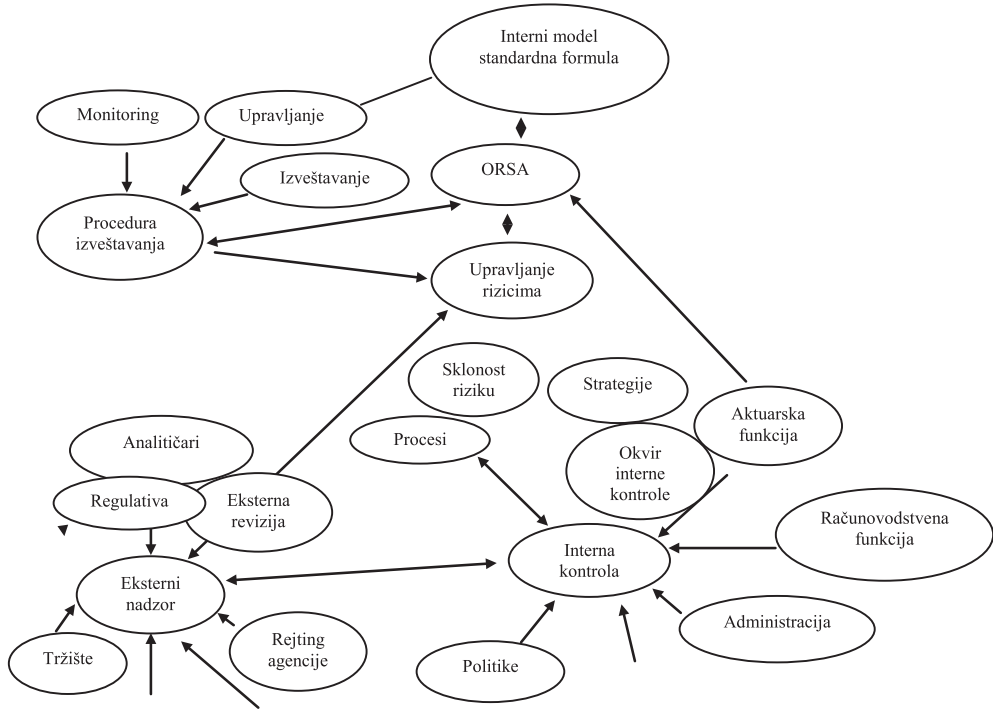 Interni model
standardna formula
Monitoring
Upravljanje
Izveštavanje
ORSA
Procedura
izveštavanja
Upravljanje
rizicima
Sklonost
riziku
Strategije
Aktuarska
funkcija
Procesi
Okvir
interne
kontrole
Analitičari
Regulativa
Eksterna
revizija
Računovodstvena
funkcija
Interna
kontrola
Eksterni
nadzor
Administracija
Tržište
Rejting
agencije
Politike